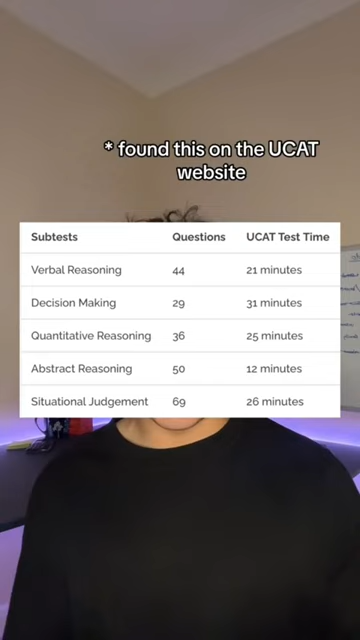 * found this on the UCAT
website
Subtests Questions UCAT Test Time
Verbal Reasoning 44 21 minutes
Decision Making 29 31 minutes
Quantitative Reasoning 36 25 minutes
Abstract Reasoning 50 12 minutes
Situational Judgement 69 26 minutes